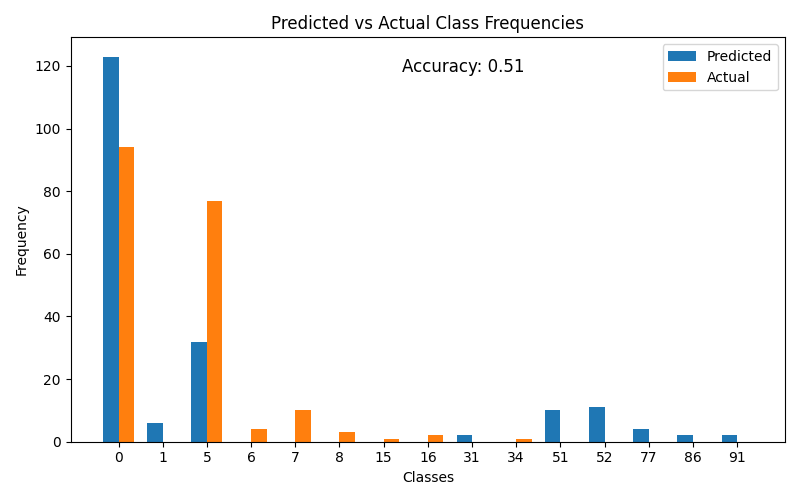 Predicted vs Actual Class Frequencies
Accuracy: 0.51
Predicted
Actual
Frequency
120
100
80
60
40
20
0
0 1 5 6 7 8 15 16 31 34 51 52 77 86 91
Classes